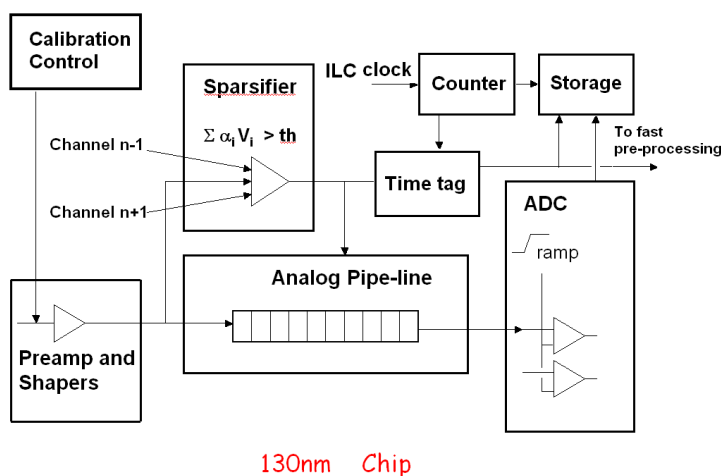 Calibration
Control
Sparsifier
Σ αi Vi > th
Channel n-1
Channel n+1
ILC clock
Counter
Storage
To fast
pre-processing
Time tag
ADC
ramp
Analog Pipe-line
Preamp and
Shapers
130nm Chip